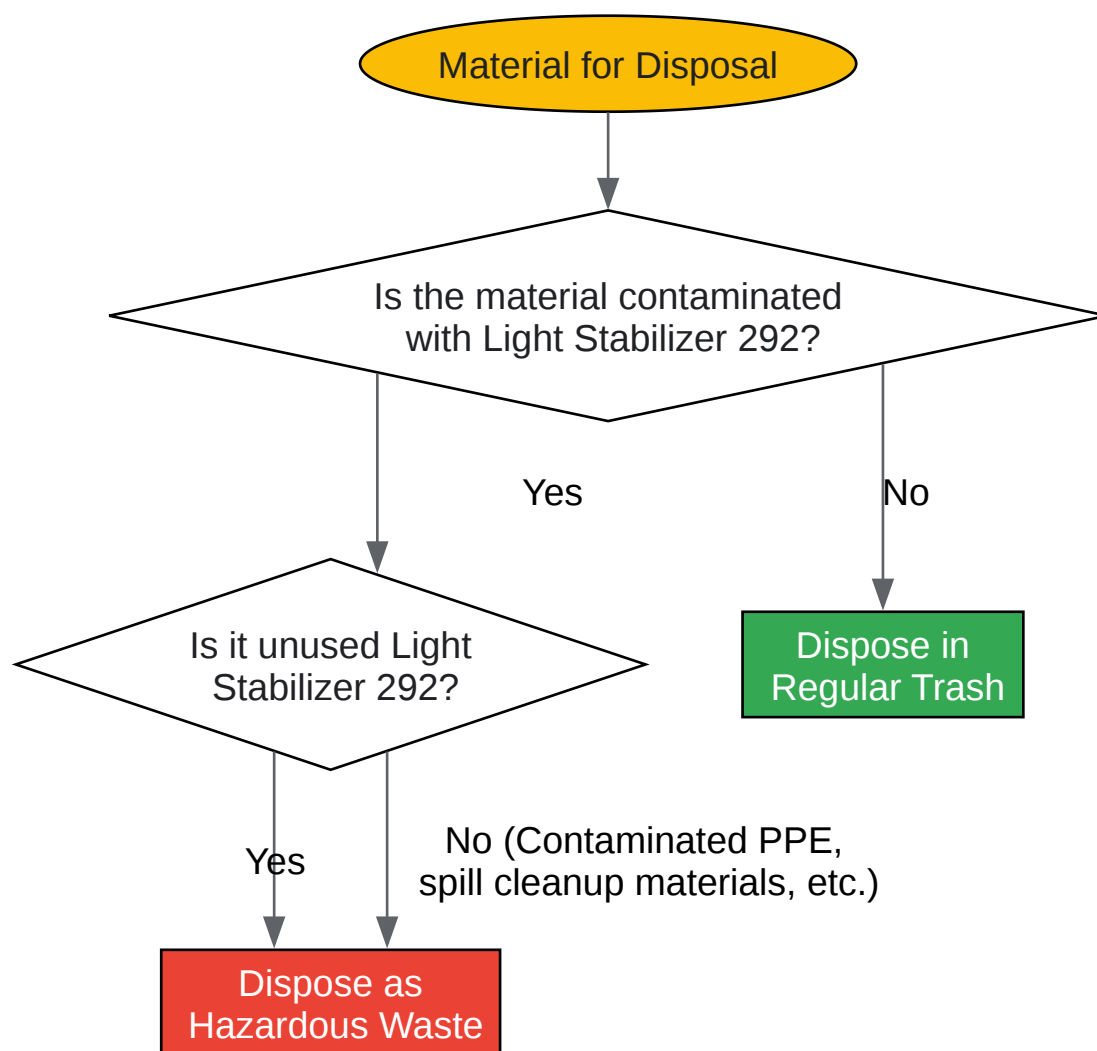 Material for Disposal
Is the material contaminated
with Light Stabilizer 292?
Yes
No
Is it unused Light
Stabilizer 292?
Dispose in
Regular Trash
Yes
No (Contaminated PPE,
spill cleanup materials, etc.)
Dispose as
Hazardous Waste